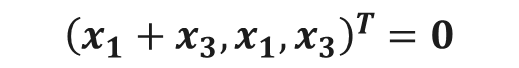 (x₁ + x₃, x₁, x₃)ᵀ = 0